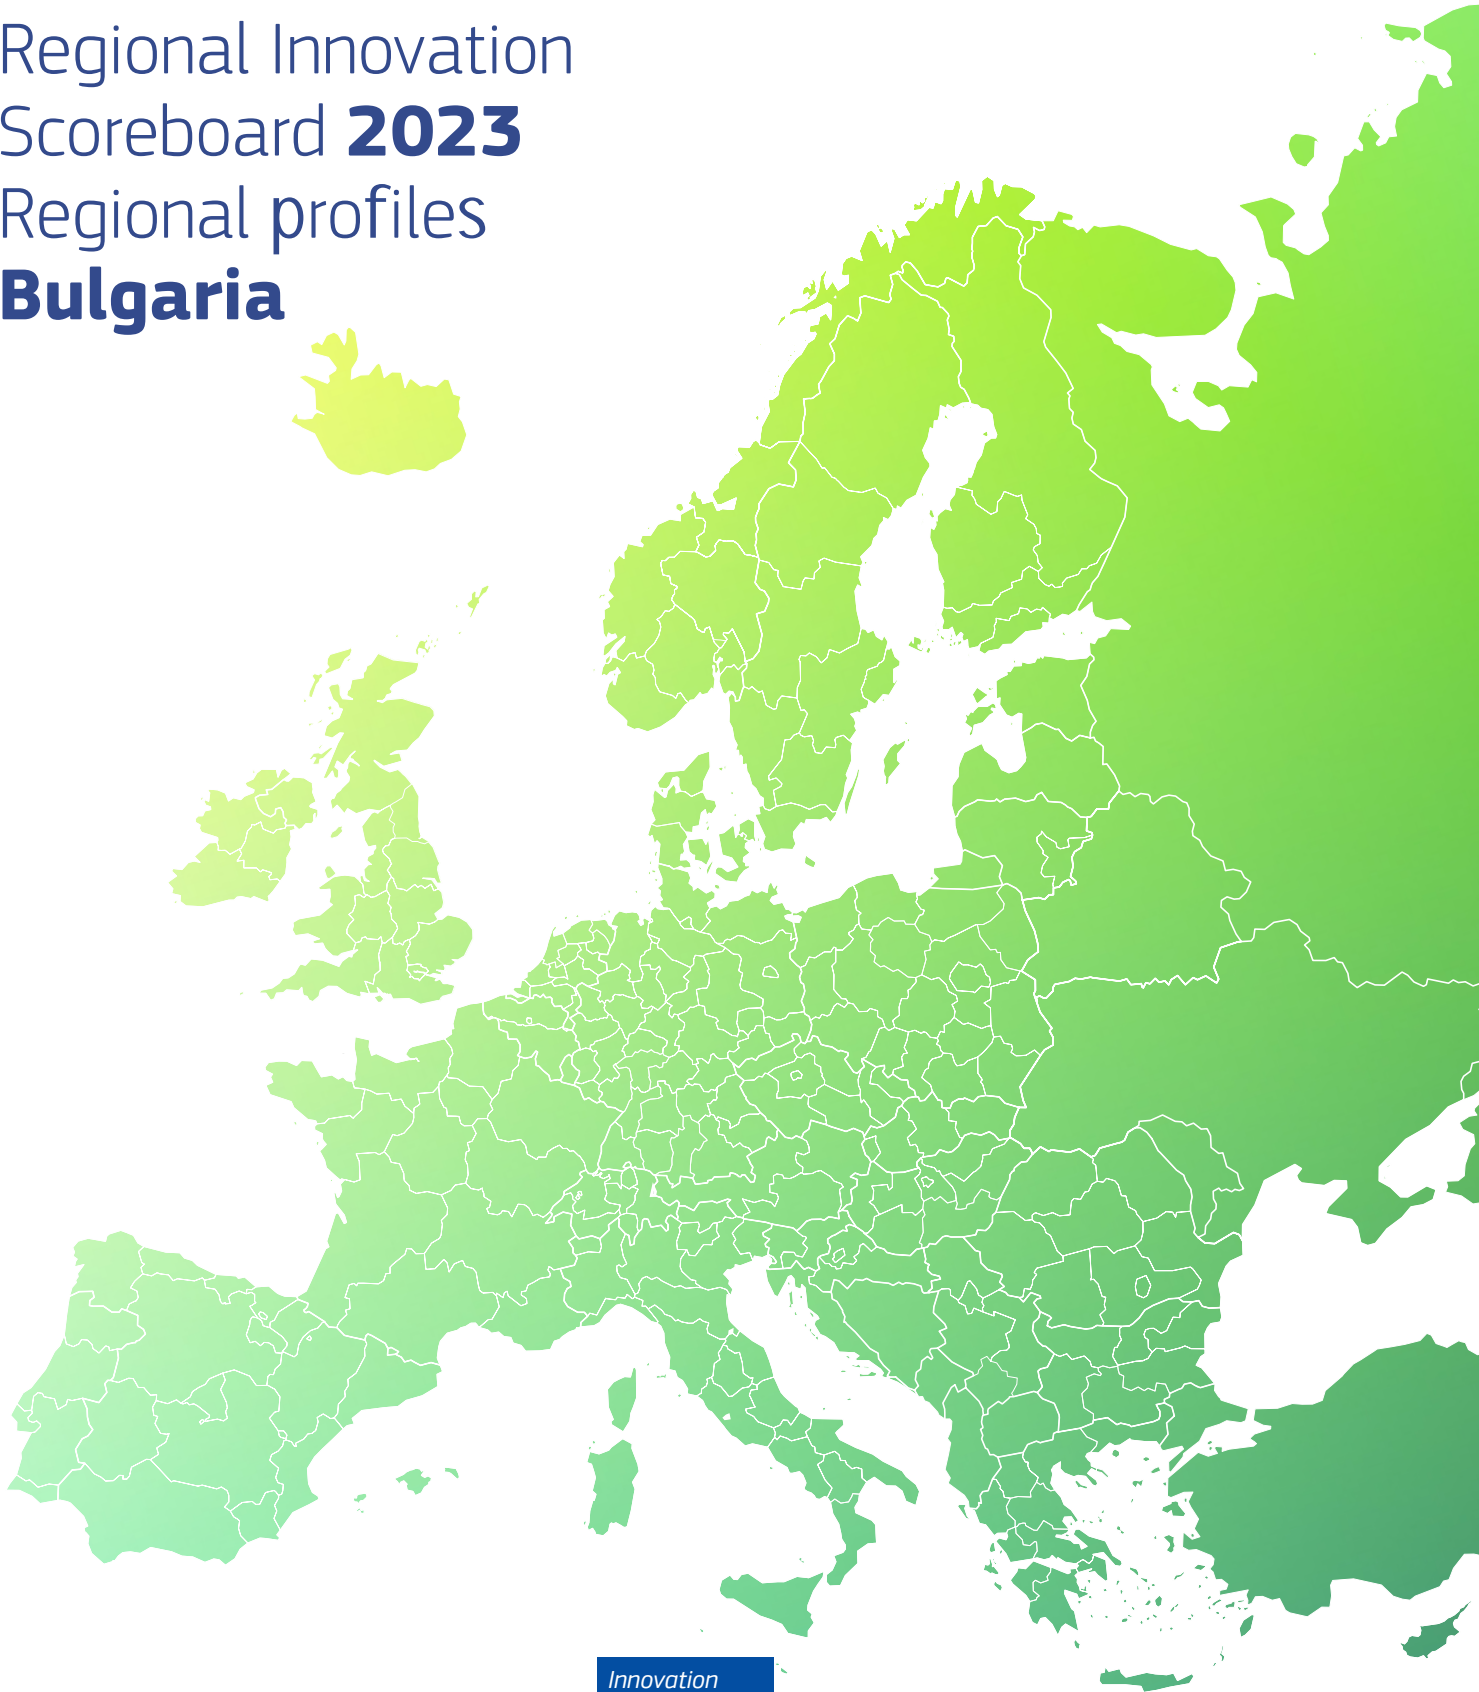 Regional Innovation
Scoreboard 2023
Regional profiles
Bulgaria
Innovation